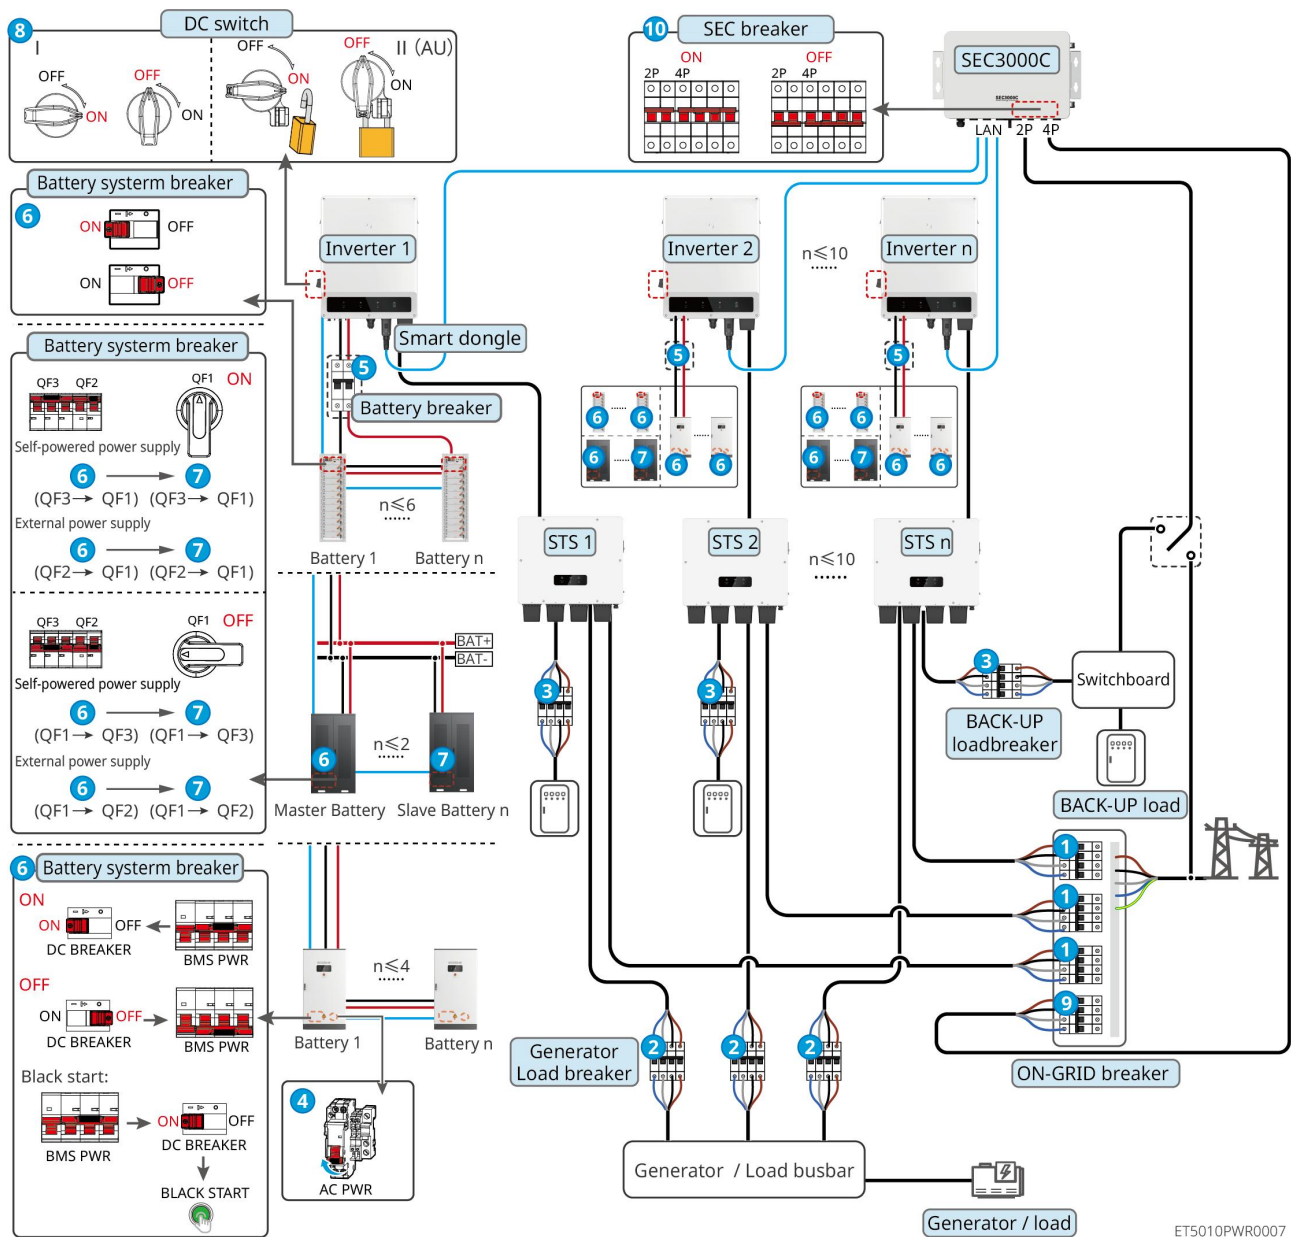 8
DC switch
I
OFF
ON
OFF
ON
OFF
ON
OFF
II (AU)
ON
10
SEC breaker
ON
2P 4P
OFF
2P 4P
SEC3000C
SEC3000C
LAN 2P 4P
Battery systerm breaker
6
ON OFF
ON OFF
Inverter 1
Inverter 2
n≤10
......
Inverter n
Smart dongle
5
5
5
Battery breaker
Battery systerm breaker
QF3 QF2
QF1 ON
Self-powered power supply
6 → 7
(QF3→ QF1) (QF3→ QF1)
External power supply
6 → 7
(QF2→ QF1) (QF2→ QF1)
QF3 QF2
QF1 OFF
Self-powered power supply
6 → 7
(QF1→ QF3) (QF1→ QF3)
External power supply
6 → 7
(QF1→ QF2) (QF1→ QF2)
n≤6
......
Battery 1
Battery n
6 ...... 6
6 ...... 7
6 ...... 6
6 ...... 6
6 ...... 7
6 ...... 6
STS 1
STS 2
n≤10
......
STS n
BAT+
BAT-
3
3
3
BACK-UP
loadbreaker
Switchboard
BACK-UP load
6
n≤2
......
7
Master Battery
Slave Battery n
6
Battery systerm breaker
ON
ON OFF
DC BREAKER
BMS PWR
OFF
ON OFF
DC BREAKER
BMS PWR
Black start:
BMS PWR
ON OFF
DC BREAKER
BLACK START
n≤4
......
Battery 1
Battery n
4
AC PWR
1
1
1
9
ON-GRID breaker
Generator
Load breaker
2
2
2
Generator / Load busbar
Generator / load
ET5010PWR0007